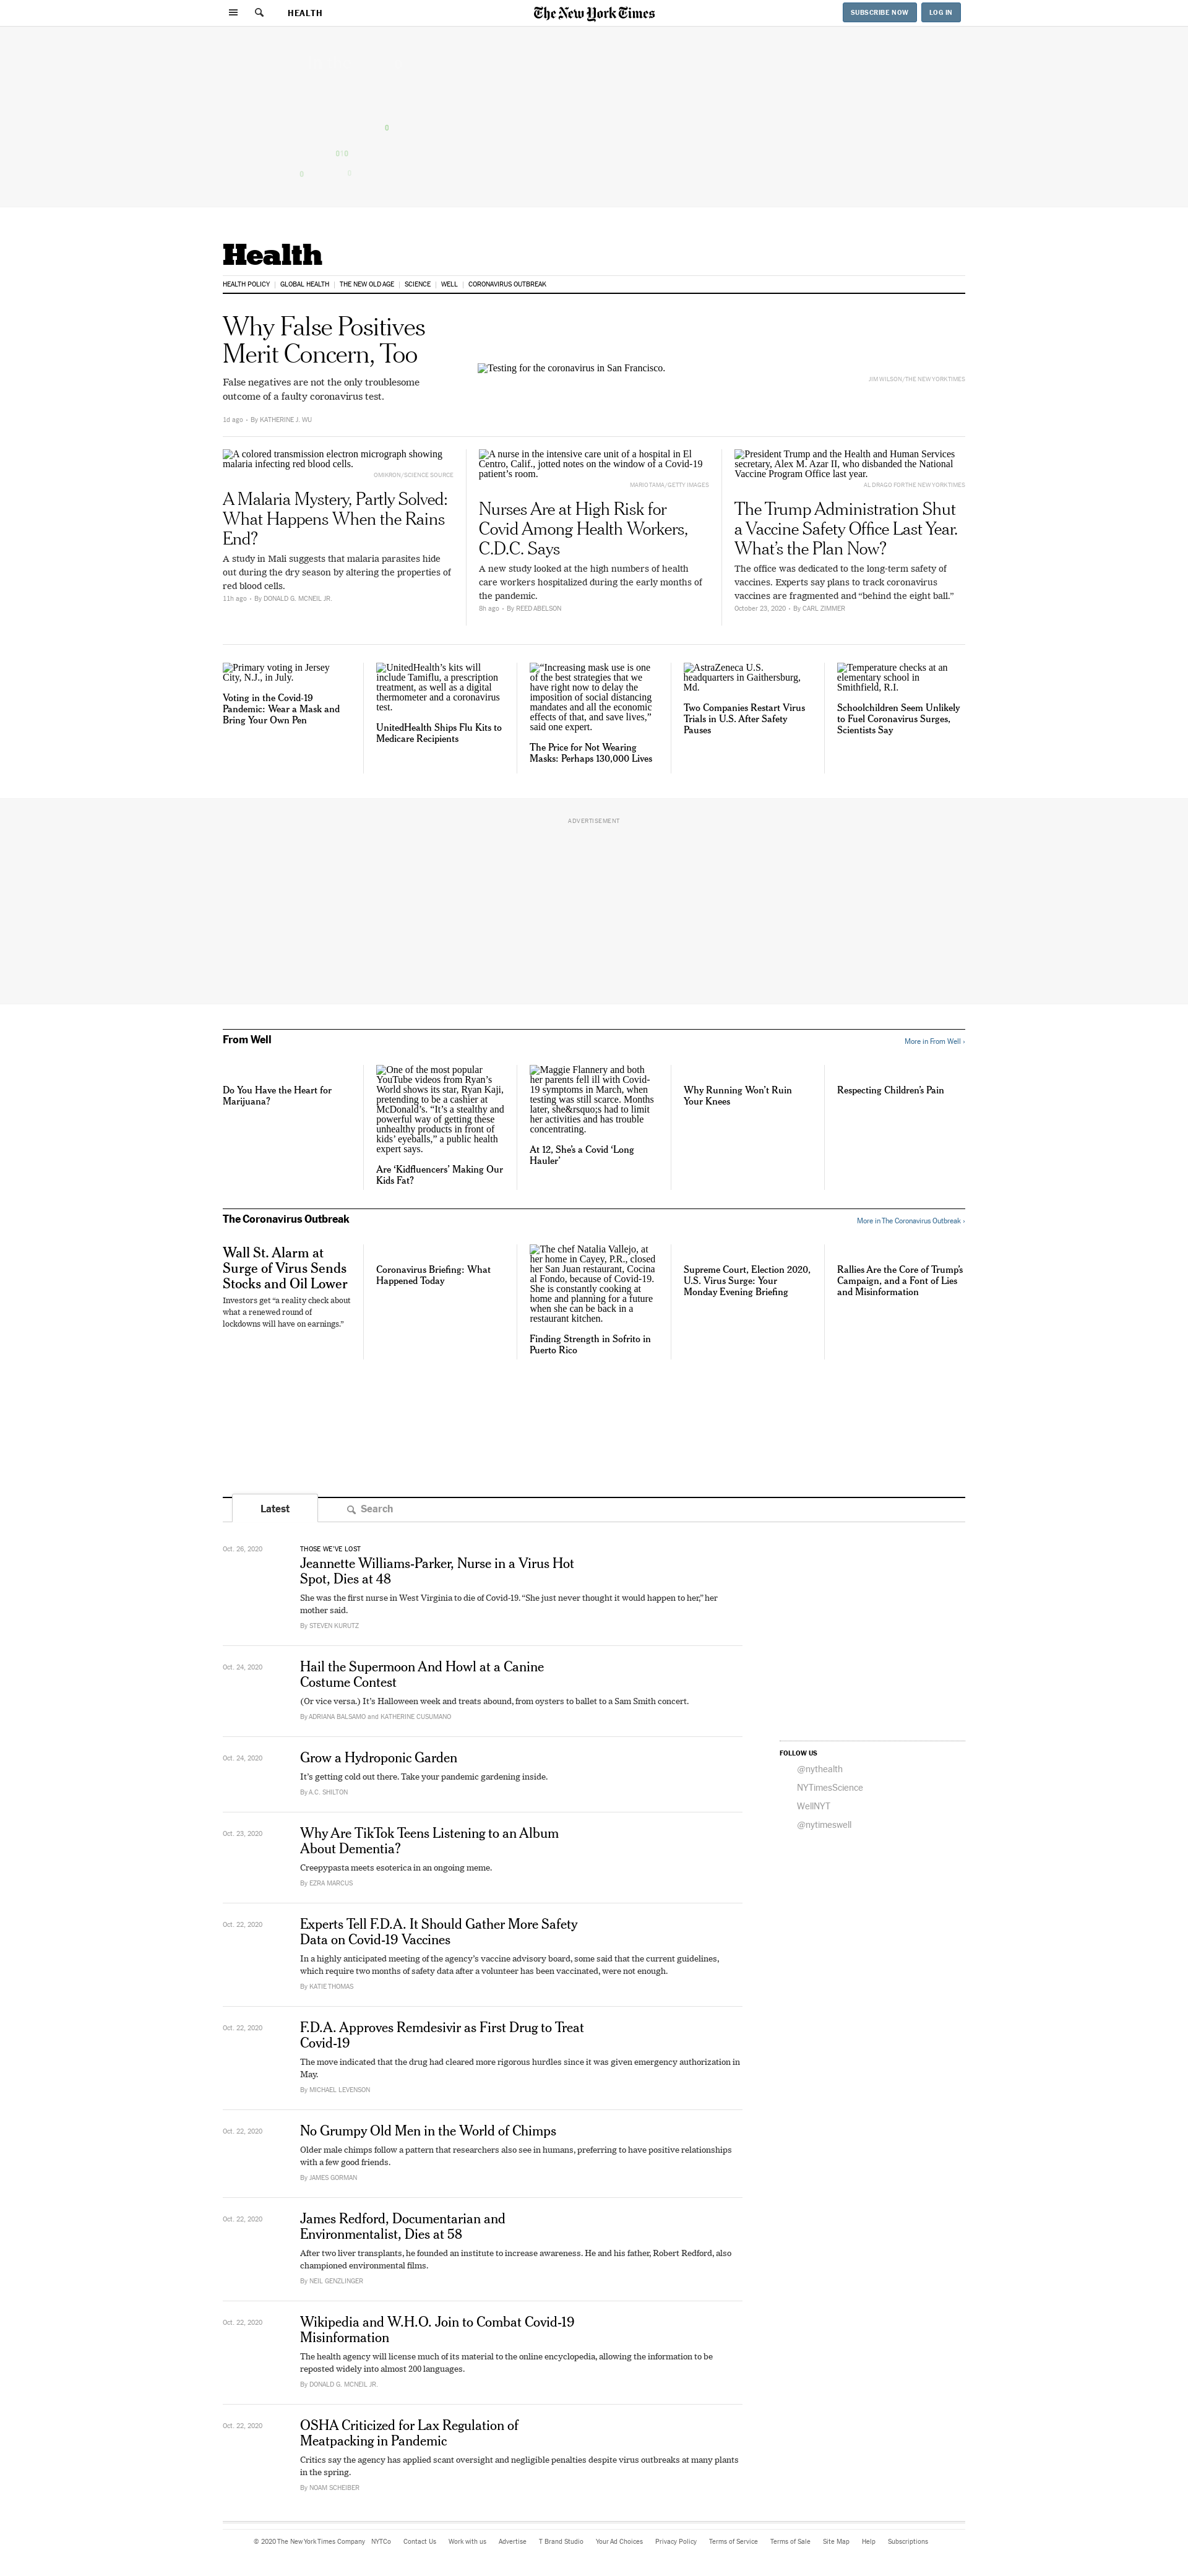 HEALTH
The New York Times
SUBSCRIBE NOW
LOG IN
Health
HEALTH POLICY
GLOBAL HEALTH
THE NEW OLD AGE
SCIENCE
WELL
CORONAVIRUS OUTBREAK
Why False Positives
Merit Concern, Too
False negatives are not the only troublesome
outcome of a faulty coronavirus test.
1d ago • By KATHERINE J. WU
Testing for the coronavirus in San Francisco.
JIM WILSON/THE NEW YORK TIMES
A colored transmission electron micrograph showing
malaria infecting red blood cells.
OMIKRON/SCIENCE SOURCE
A Malaria Mystery, Partly Solved:
What Happens When the Rains
End?
A study in Mali suggests that malaria parasites hide
out during the dry season by altering the properties of
red blood cells.
11h ago • By DONALD G. MCNEIL JR.
A nurse in the intensive care unit of a hospital in El
Centro, Calif., jotted notes on the window of a Covid-19
patient’s room.
MARIO TAMA/GETTY IMAGES
Nurses Are at High Risk for
Covid Among Health Workers,
C.D.C. Says
A new study looked at the high numbers of health
care workers hospitalized during the early months of
the pandemic.
8h ago • By REED ABELSON
President Trump and the Health and Human Services
secretary, Alex M. Azar II, who disbanded the National
Vaccine Program Office last year.
AL DRAGO FOR THE NEW YORK TIMES
The Trump Administration Shut
a Vaccine Safety Office Last Year.
What’s the Plan Now?
The office was dedicated to the long-term safety of
vaccines. Experts say plans to track coronavirus
vaccines are fragmented and “behind the eight ball.”
October 23, 2020 • By CARL ZIMMER
Primary voting in Jersey
City, N.J., in July.
Voting in the Covid-19
Pandemic: Wear a Mask and
Bring Your Own Pen
UnitedHealth’s kits will
include Tamiflu, a prescription
treatment, as well as a digital
thermometer and a coronavirus
test.
UnitedHealth Ships Flu Kits to
Medicare Recipients
“Increasing mask use is one
of the best strategies that we
have right now to delay the
imposition of social distancing
mandates and all the economic
effects of that, and save lives,”
said one expert.
The Price for Not Wearing
Masks: Perhaps 130,000 Lives
AstraZeneca U.S.
headquarters in Gaithersburg,
Md.
Two Companies Restart Virus
Trials in U.S. After Safety
Pauses
Temperature checks at an
elementary school in
Smithfield, R.I.
Schoolchildren Seem Unlikely
to Fuel Coronavirus Surges,
Scientists Say
ADVERTISEMENT
From Well
More in From Well ›
Do You Have the Heart for
Marijuana?
One of the most popular
YouTube videos from Ryan’s
World shows its star, Ryan Kaji,
pretending to be a cashier at
McDonald’s. “It’s a stealthy and
powerful way of getting these
unhealthy products in front of
kids’ eyeballs,” a public health
expert says.
Are ‘Kidfluencers’ Making Our
Kids Fat?
Maggie Flannery and both
her parents fell ill with Covid-
19 symptoms in March, when
testing was still scarce. Months
later, she&rsquo;s had to limit
her activities and has trouble
concentrating.
At 12, She’s a Covid ‘Long
Hauler’
Why Running Won’t Ruin
Your Knees
Respecting Children’s Pain
The Coronavirus Outbreak
More in The Coronavirus Outbreak ›
Wall St. Alarm at
Surge of Virus Sends
Stocks and Oil Lower
Investors get “a reality check about
what a renewed round of
lockdowns will have on earnings.”
Coronavirus Briefing: What
Happened Today
The chef Natalia Vallejo, at
her home in Cayey, P.R., closed
her San Juan restaurant, Cocina
al Fondo, because of Covid-19.
She is constantly cooking at
home and planning for a future
when she can be back in a
restaurant kitchen.
Finding Strength in Sofrito in
Puerto Rico
Supreme Court, Election 2020,
U.S. Virus Surge: Your
Monday Evening Briefing
Rallies Are the Core of Trump’s
Campaign, and a Font of Lies
and Misinformation
Latest
Search
Oct. 26, 2020
THOSE WE’VE LOST
Jeannette Williams-Parker, Nurse in a Virus Hot
Spot, Dies at 48
She was the first nurse in West Virginia to die of Covid-19. “She just never thought it would happen to her,” her
mother said.
By STEVEN KURUTZ
Oct. 24, 2020
Hail the Supermoon And Howl at a Canine
Costume Contest
(Or vice versa.) It’s Halloween week and treats abound, from oysters to ballet to a Sam Smith concert.
By ADRIANA BALSAMO and KATHERINE CUSUMANO
Oct. 24, 2020
Grow a Hydroponic Garden
It’s getting cold out there. Take your pandemic gardening inside.
By A.C. SHILTON
FOLLOW US
@nythealth
NYTimesScience
WellNYT
@nytimeswell
Oct. 23, 2020
Why Are TikTok Teens Listening to an Album
About Dementia?
Creepypasta meets esoterica in an ongoing meme.
By EZRA MARCUS
Oct. 22, 2020
Experts Tell F.D.A. It Should Gather More Safety
Data on Covid-19 Vaccines
In a highly anticipated meeting of the agency’s vaccine advisory board, some said that the current guidelines,
which require two months of safety data after a volunteer has been vaccinated, were not enough.
By KATIE THOMAS
Oct. 22, 2020
F.D.A. Approves Remdesivir as First Drug to Treat
Covid-19
The move indicated that the drug had cleared more rigorous hurdles since it was given emergency authorization in
May.
By MICHAEL LEVENSON
Oct. 22, 2020
No Grumpy Old Men in the World of Chimps
Older male chimps follow a pattern that researchers also see in humans, preferring to have positive relationships
with a few good friends.
By JAMES GORMAN
Oct. 22, 2020
James Redford, Documentarian and
Environmentalist, Dies at 58
After two liver transplants, he founded an institute to increase awareness. He and his father, Robert Redford, also
championed environmental films.
By NEIL GENZLINGER
Oct. 22, 2020
Wikipedia and W.H.O. Join to Combat Covid-19
Misinformation
The health agency will license much of its material to the online encyclopedia, allowing the information to be
reposted widely into almost 200 languages.
By DONALD G. MCNEIL JR.
Oct. 22, 2020
OSHA Criticized for Lax Regulation of
Meatpacking in Pandemic
Critics say the agency has applied scant oversight and negligible penalties despite virus outbreaks at many plants
in the spring.
By NOAM SCHEIBER
© 2020 The New York Times Company NYTCo Contact Us Work with us Advertise T Brand Studio Your Ad Choices Privacy Policy Terms of Service Terms of Sale Site Map Help Subscriptions